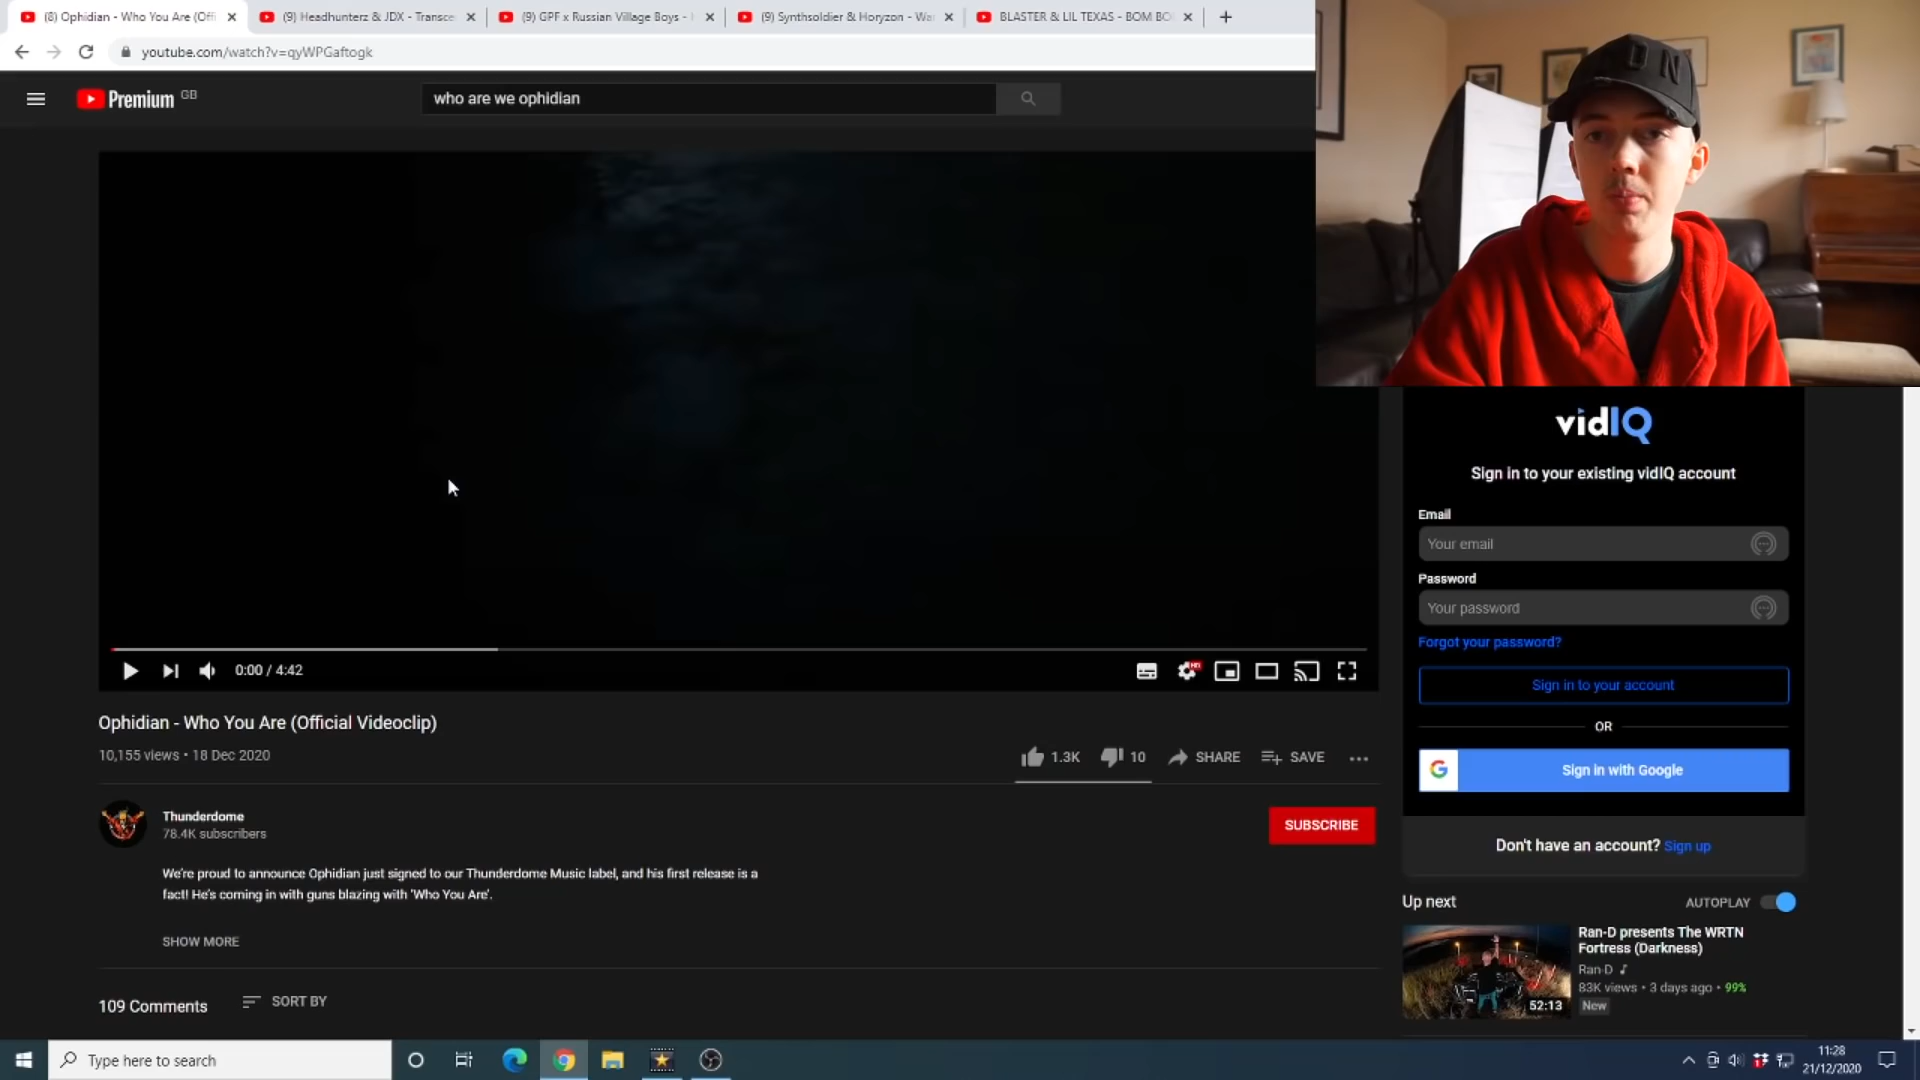 (8) Ophidian - Who You Are (Offi
(9) Headhunterz & JDX - Transce
(9) GPF x Russian Village Boys -
(9) Synthsoldier & Horyzon - Wa
BLASTER & LIL TEXAS - BOM BO
youtube.com/watch?v=qyWPGaftogk
Premium GB
who are we ophidian
ON
0:00 / 4:42
HD
Ophidian - Who You Are (Official Videoclip)
10,155 views • 18 Dec 2020
1.3K
10
SHARE
SAVE
Thunderdome
78.4K subscribers
SUBSCRIBE
We're proud to announce Ophidian just signed to our Thunderdome Music label, and his first release is a
fact! He's coming in with guns blazing with 'Who You Are'.
SHOW MORE
109 Comments
SORT BY
vidIQ
Sign in to your existing vidIQ account
Email
Your email
Password
Your password
Forgot your password?
Sign in to your account
OR
Sign in with Google
Don't have an account? Sign up
Up next
AUTOPLAY
52:13
Ran-D presents The WRTN
Fortress (Darkness)
Ran-D
83K views • 3 days ago • 99%
New
Type here to search
11:28
21/12/2020